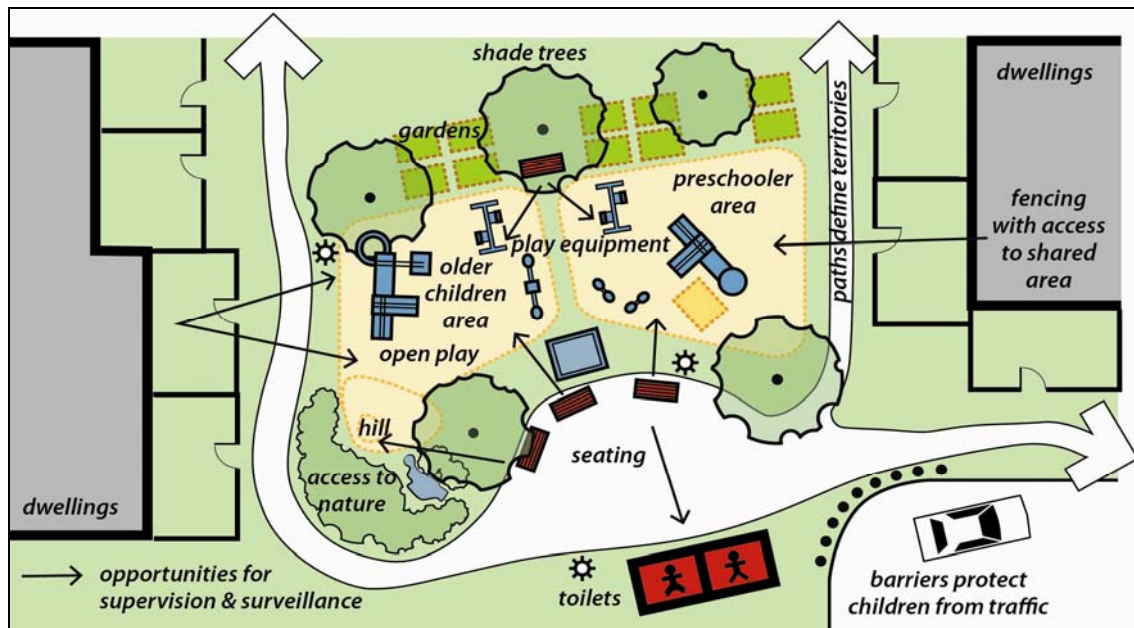 shade trees
dwellings
gardens
paths define territories
preschooler
area
fencing
with access
to shared
area
play equipment
older
children
area
open play
hill
seating
access to
nature
dwellings
opportunities for
supervision & surveillance
toilets
barriers protect
children from traffic